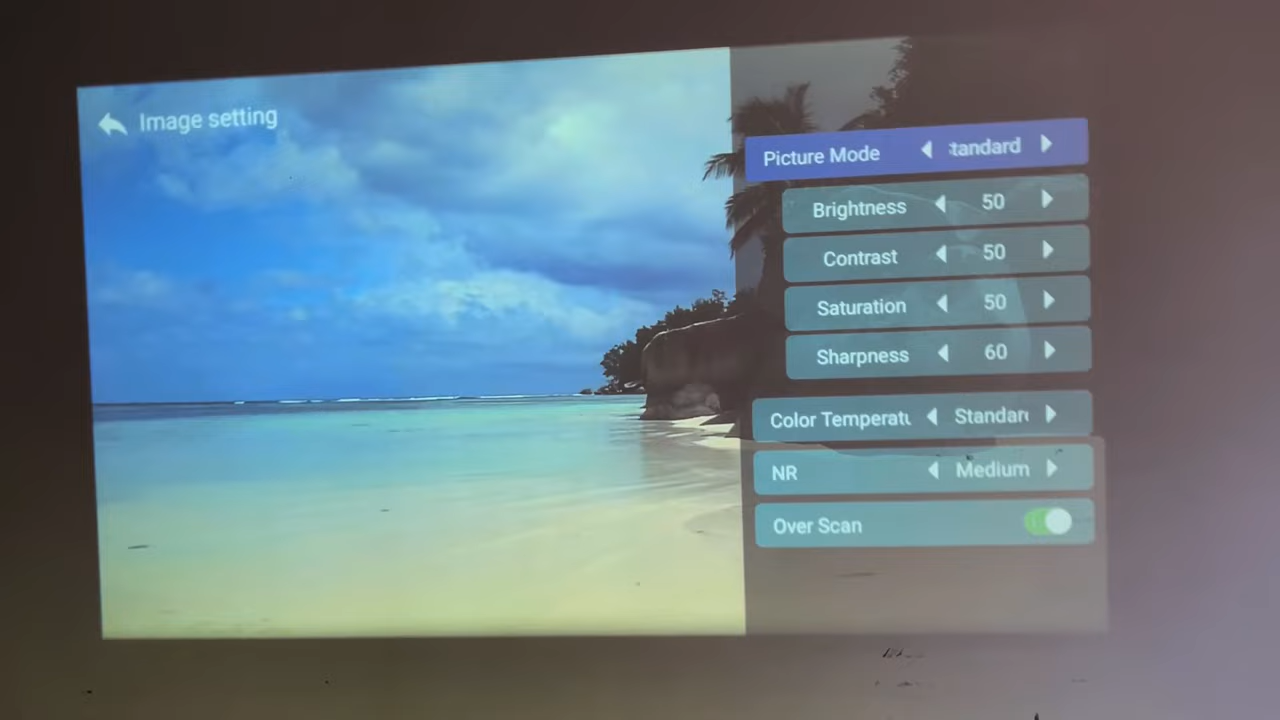 Image setting
Picture Mode tandard
Brightness 50
Contrast 50
Saturation 50
Sharpness 60
Color Temperatu Standar
NR Medium
Over Scan